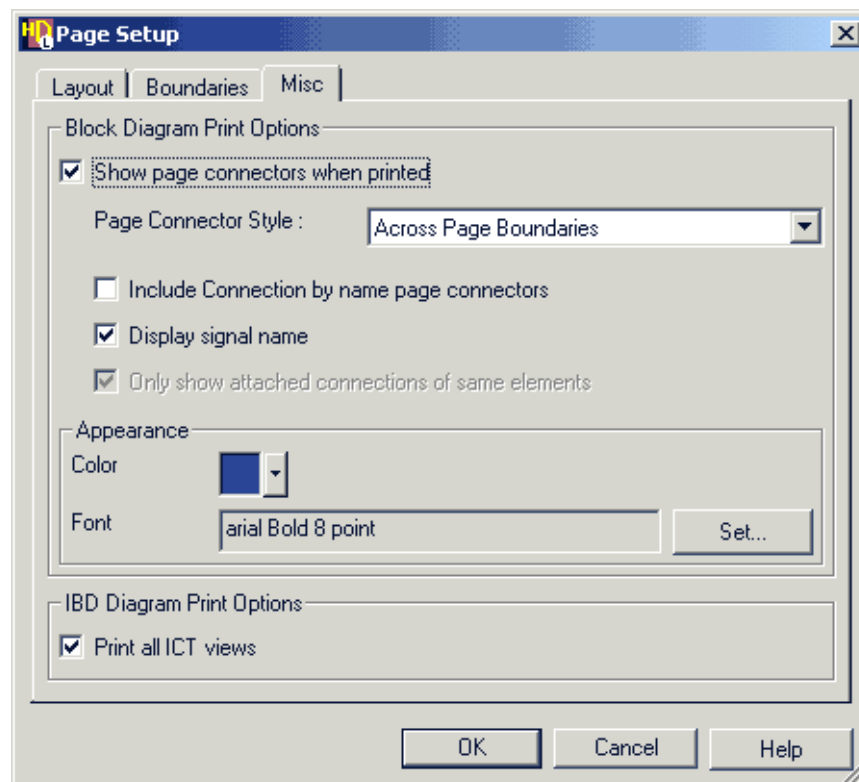 HD L Page Setup
Layout Boundaries Misc
Block Diagram Print Options
Show page connectors when printed
Page Connector Style : Across Page Boundaries
Include Connection by name page connectors
Display signal name
Only show attached connections of same elements
Appearance
Color
Font arial Bold 8 point Set...
IBD Diagram Print Options
Print all ICT views
OK Cancel Help